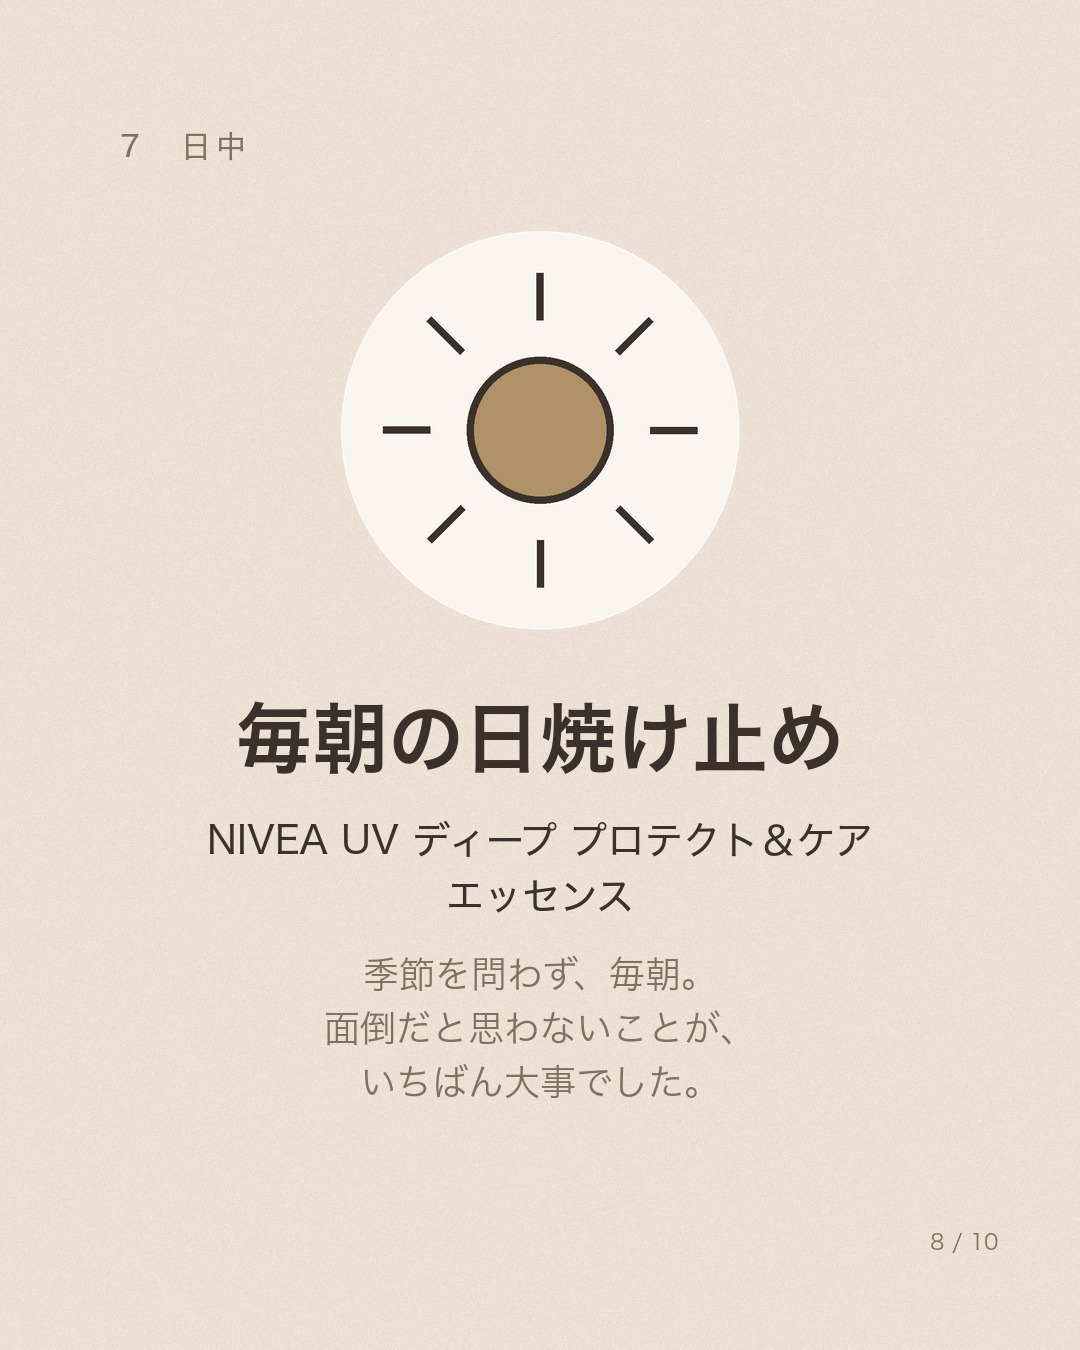 7　日中
毎朝の日焼け止め
NIVEA UV ディープ プロテクト＆ケア
エッセンス
季節を問わず、毎朝。
面倒だと思わないことが、
いちばん大事でした。
8 / 10